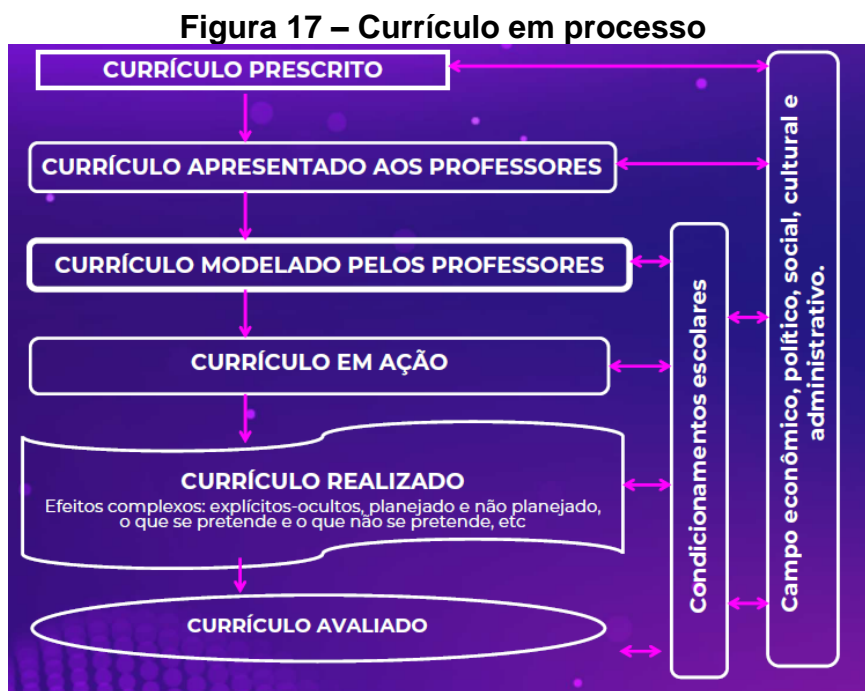 Figura 17 – Currículo em processo
CURRÍCULO PRESCRITO
CURRÍCULO APRESENTADO AOS PROFESSORES
CURRÍCULO MODELADO PELOS PROFESSORES
CURRÍCULO EM AÇÃO
CURRÍCULO REALIZADO
Efeitos complexos: explícitos-ocultos, planejado e não planejado,
o que se pretende e o que não se pretende, etc
CURRÍCULO AVALIADO
Condicionamentos escolares
Campo econômico, político, social, cultural e
administrativo.